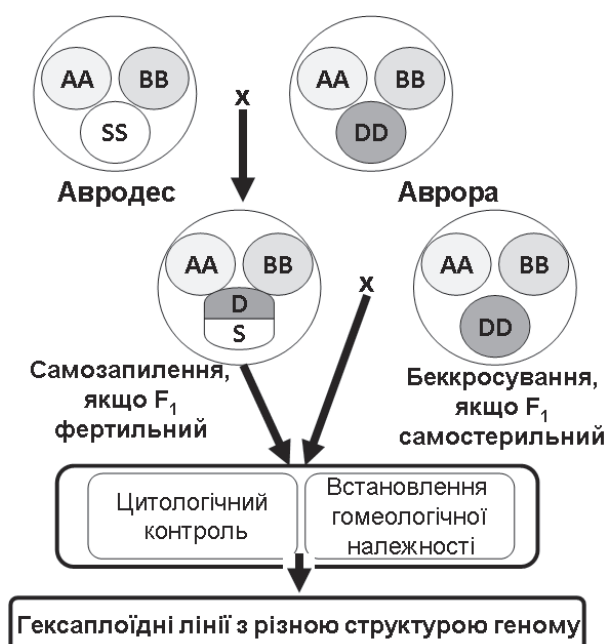 AA BB AA BB
x
SS DD
Авродес Аврора
AA BB AA BB
x
D
S DD
Самозапилення,
якщо F₁
фертильний
Беккросування,
якщо F₁
самостерильний
Цитологічний
контроль
Встановлення
гомеологічної
належності
Гексаплоїдні лінії з різною структурою геному